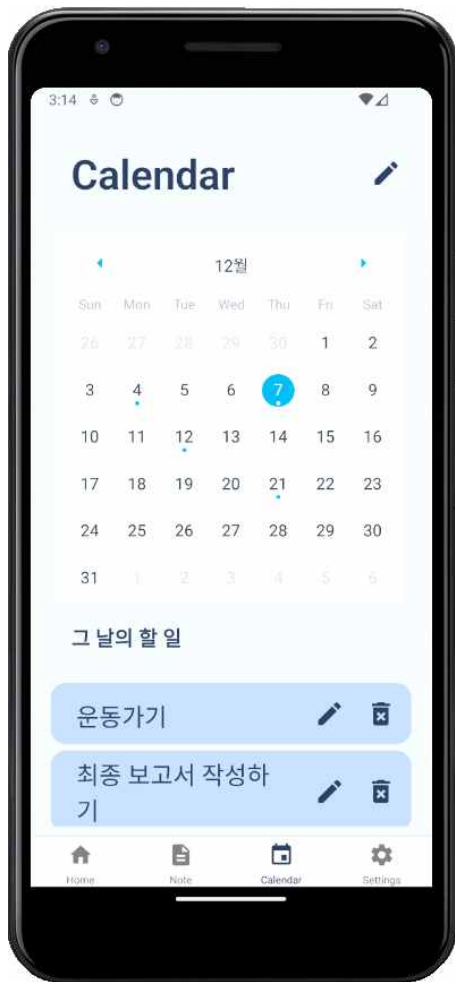 3:14
Calendar
12월
Sun Mon Tue Wed Thu Fri Sat
26 27 28 29 30 1 2
3 4 5 6 7 8 9
10 11 12 13 14 15 16
17 18 19 20 21 22 23
24 25 26 27 28 29 30
31 1 2 3 4 5 6
그 날의 할 일
운동가기
최종 보고서 작성하
기
Home Note Calendar Settings